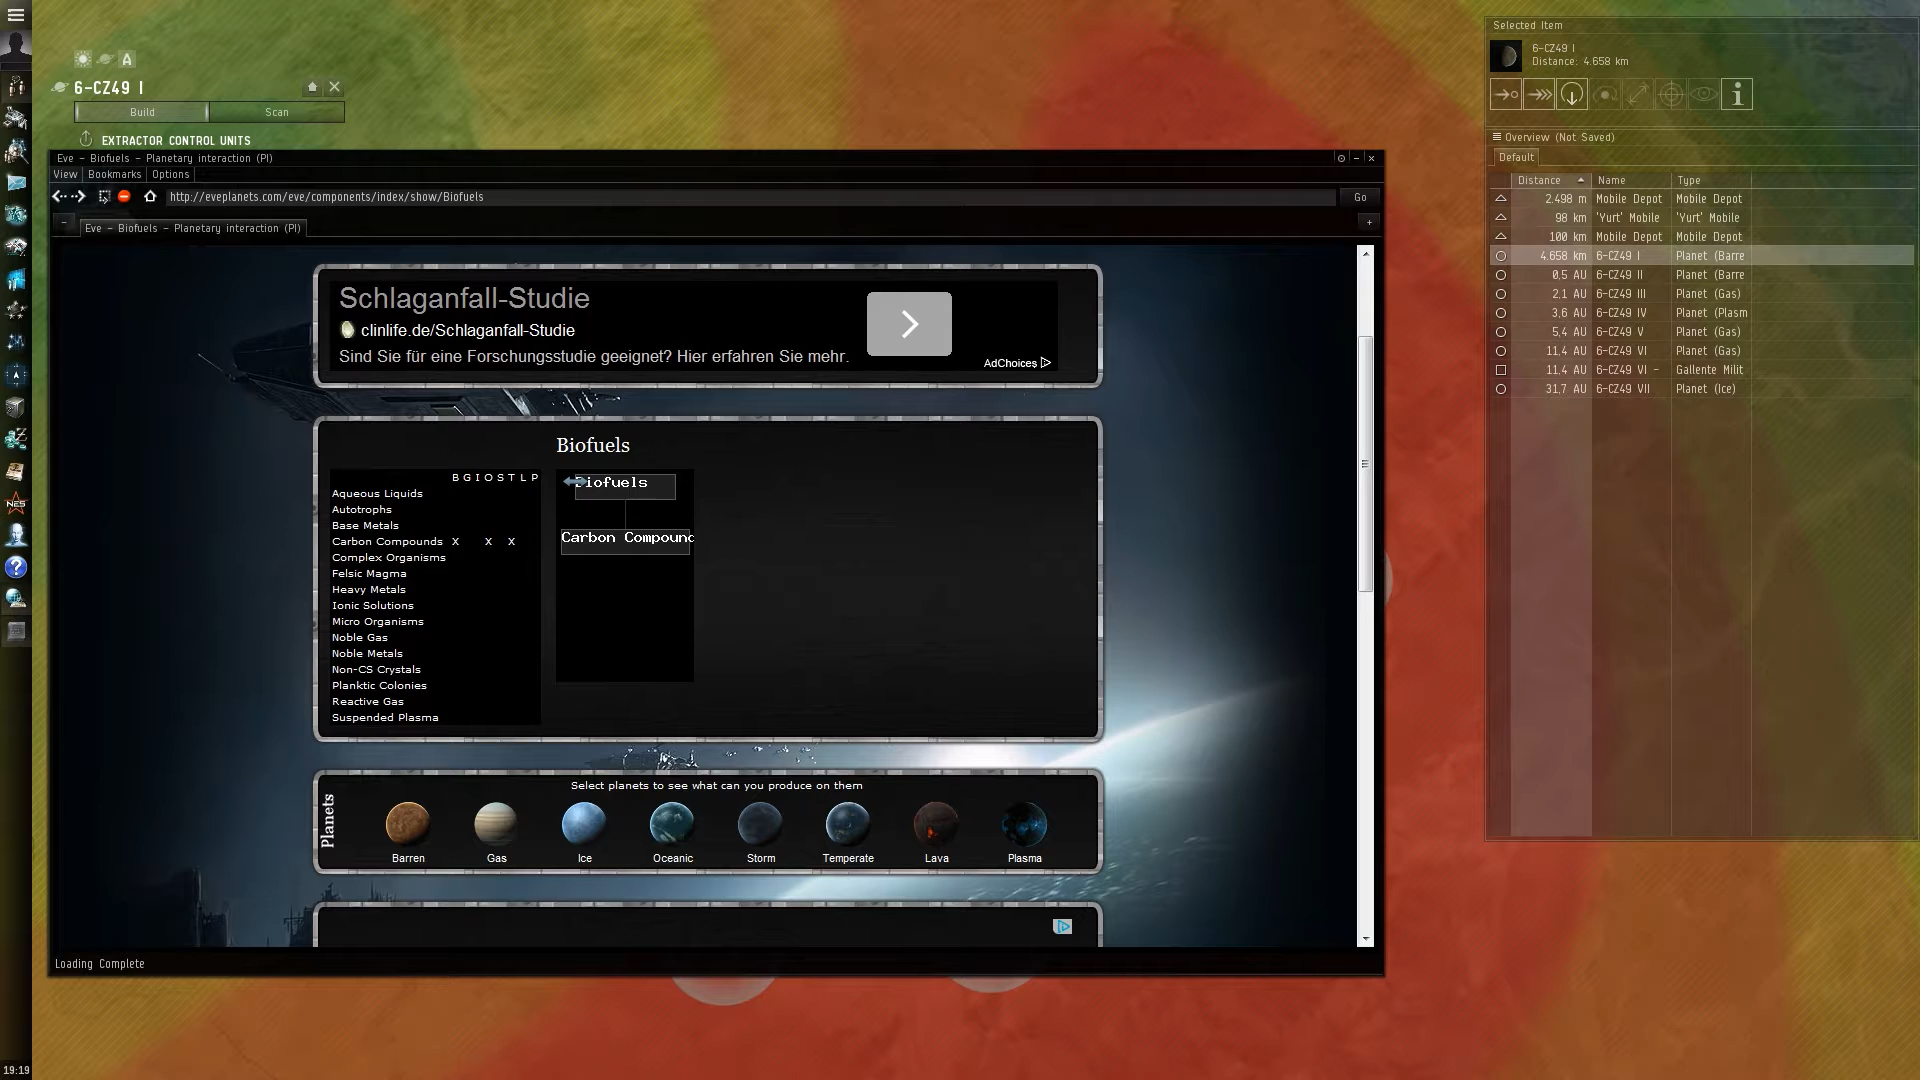 A
6-CZ49 I
Build
Scan
EXTRACTOR CONTROL UNITS
Eve - Biofuels - Planetary interaction (PI)
View
Bookmarks
Options
http://eveplanets.com/eve/components/index/show/Biofuels
Go
Eve - Biofuels - Planetary interaction (PI)
Schlaganfall-Studie
clinlife.de/Schlaganfall-Studie
Sind Sie für eine Forschungsstudie geeignet? Hier erfahren Sie mehr.
AdChoices
Biofuels
B G I O S T L P
Aqueous Liquids
Autotrophs
Base Metals
Carbon Compounds X X X
Complex Organisms
Felsic Magma
Heavy Metals
Ionic Solutions
Micro Organisms
Noble Gas
Noble Metals
Non-CS Crystals
Planktic Colonies
Reactive Gas
Suspended Plasma
Biofuels
Carbon Compound
Planets
Select planets to see what can you produce on them
Barren
Gas
Ice
Oceanic
Storm
Temperate
Lava
Plasma
Loading Complete
NES
19:19
Selected Item
6-CZ49 I
Distance: 4.658 km
Overview (Not Saved)
Default
Distance Name Type
2.498 m Mobile Depot Mobile Depot
98 km 'Yurt' Mobile 'Yurt' Mobile
100 km Mobile Depot Mobile Depot
4.658 km 6-CZ49 I Planet (Barre
0,5 AU 6-CZ49 II Planet (Barre
2,1 AU 6-CZ49 III Planet (Gas)
3,6 AU 6-CZ49 IV Planet (Plasm
5,4 AU 6-CZ49 V Planet (Gas)
11,4 AU 6-CZ49 VI Planet (Gas)
11,4 AU 6-CZ49 VI - Gallente Milit
31,7 AU 6-CZ49 VII Planet (Ice)